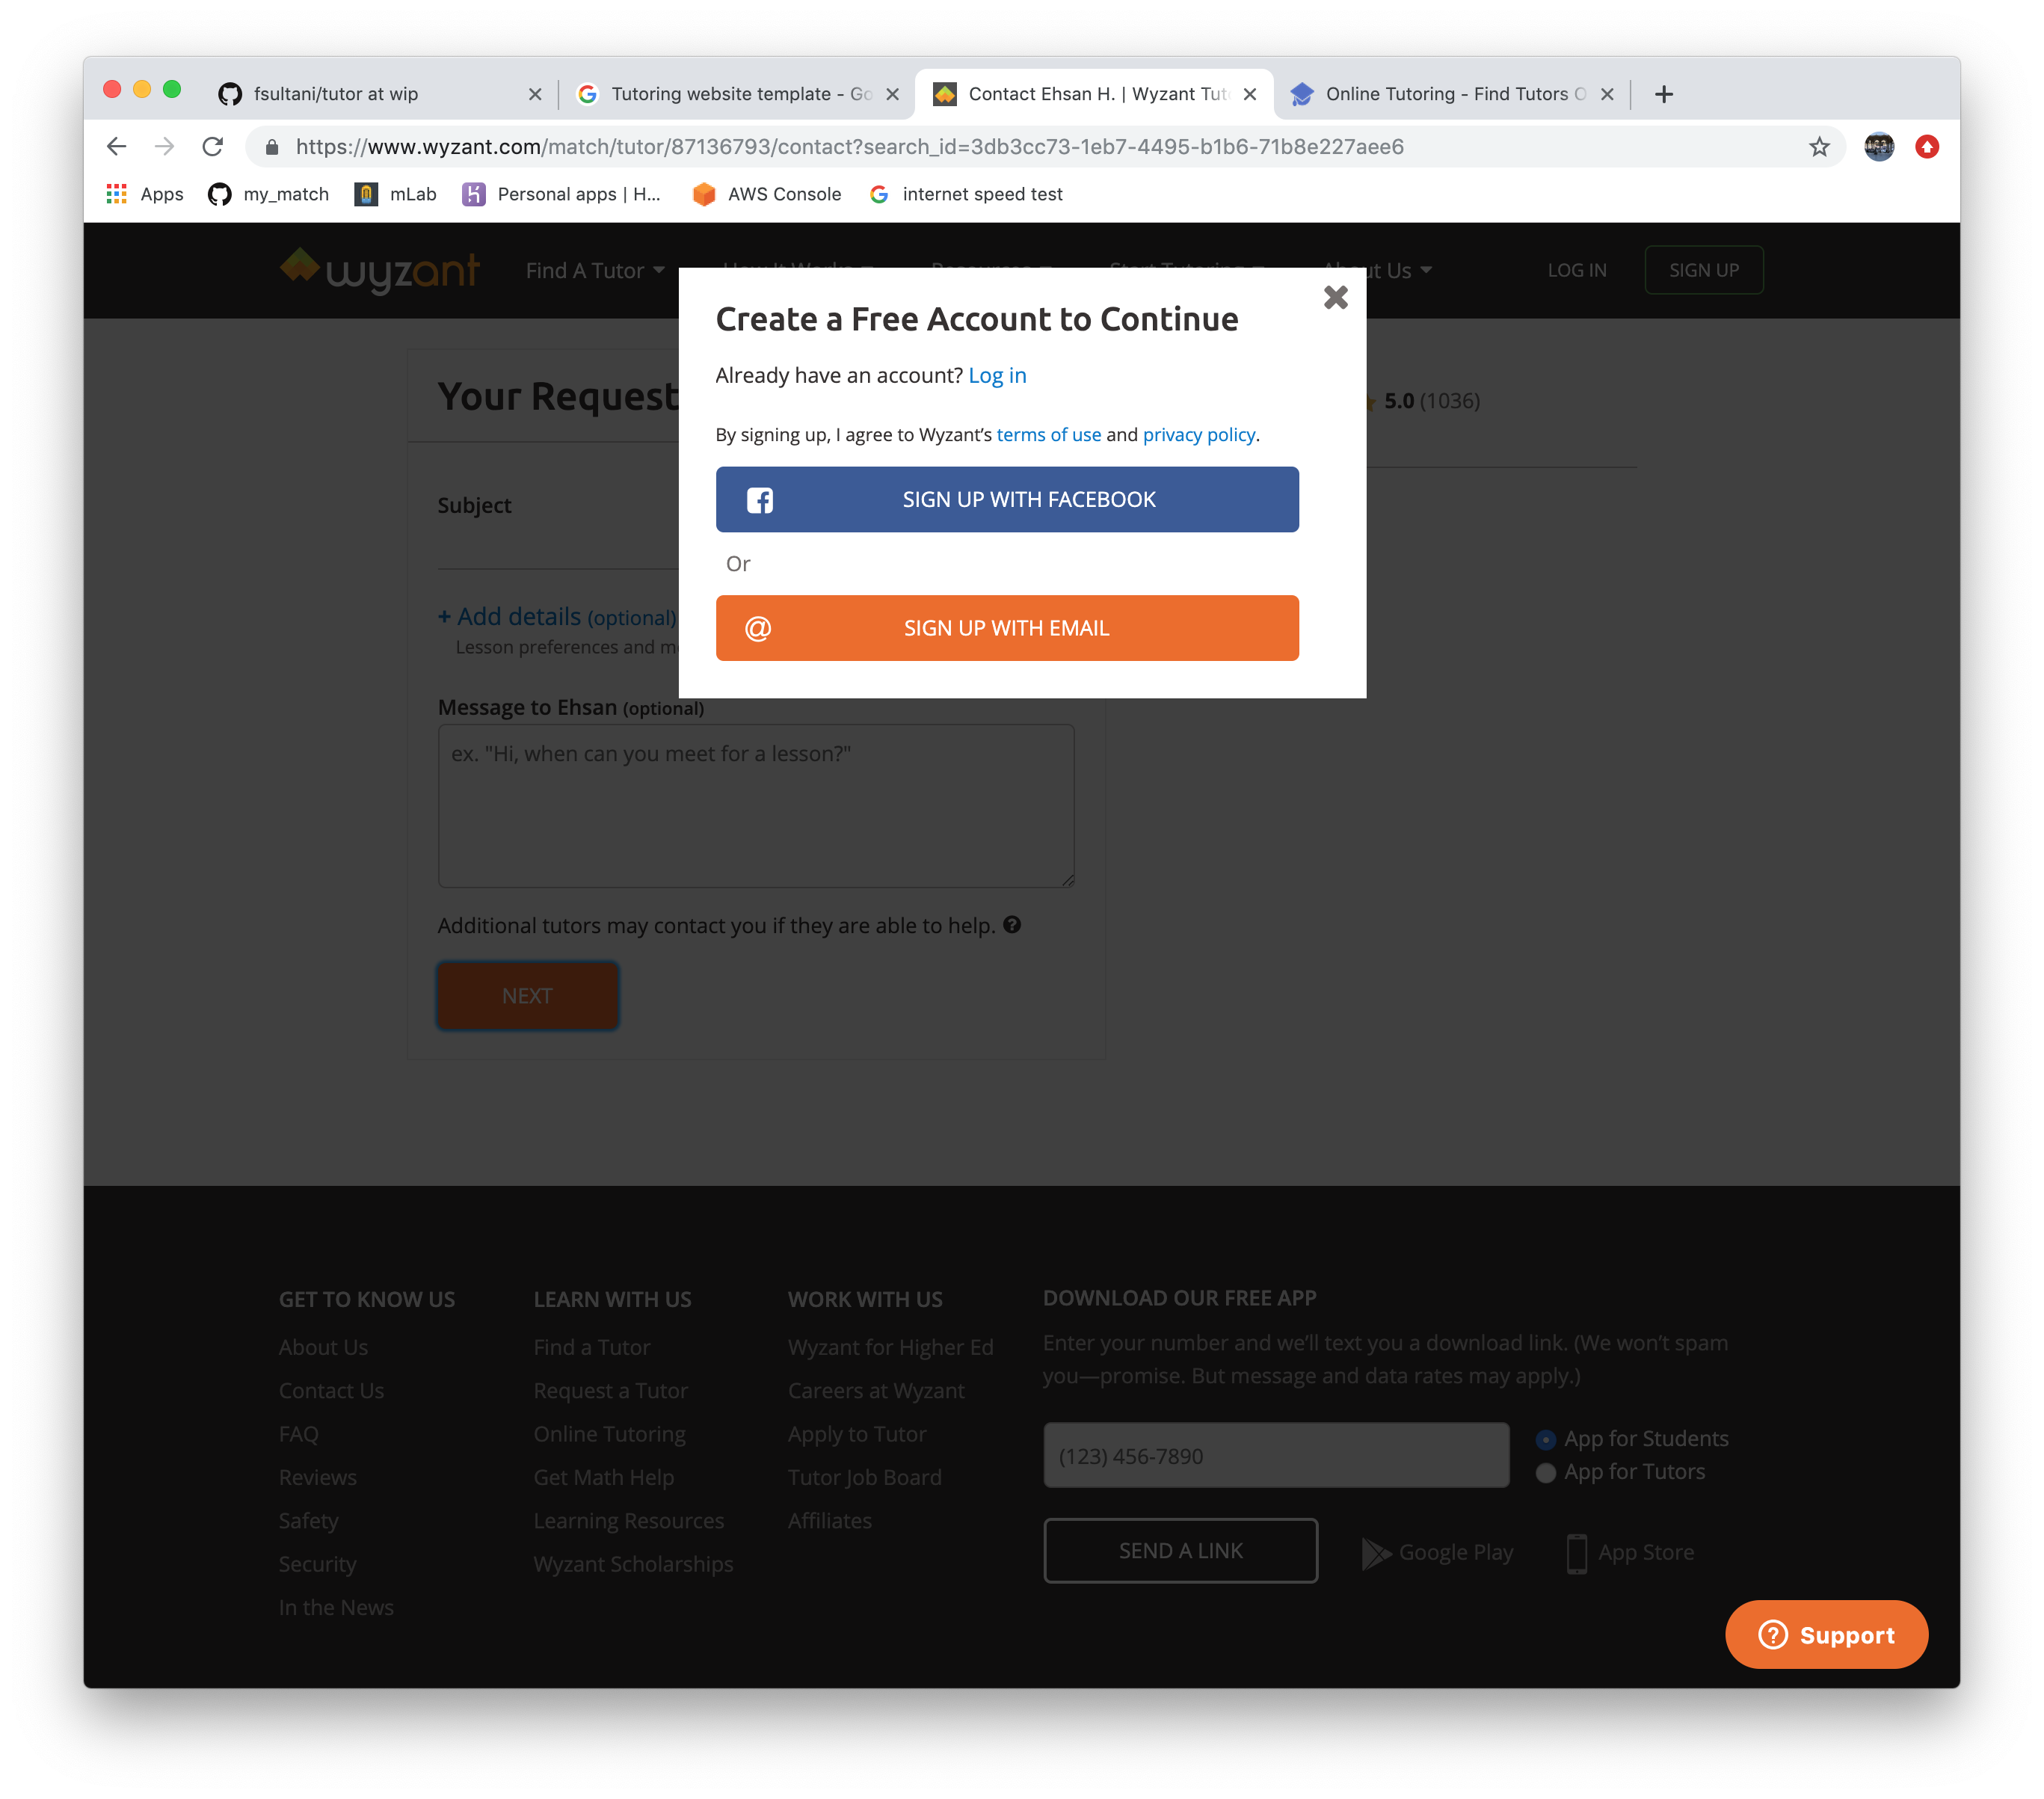 fsultani/tutor at wip
Tutoring website template - Go
Contact Ehsan H. | Wyzant Tut
Online Tutoring - Find Tutors O
https://www.wyzant.com/match/tutor/87136793/contact?search_id=3db3cc73-1eb7-4495-b1b6-71b8e227aee6
Apps
my_match
mLab
Personal apps | H...
AWS Console
internet speed test
wyzant
Find A Tutor
How It Works
Resources
Start Tutoring
About Us
LOG IN
SIGN UP
Create a Free Account to Continue
Already have an account? Log in
By signing up, I agree to Wyzant’s terms of use and privacy policy.
SIGN UP WITH FACEBOOK
Or
@ SIGN UP WITH EMAIL
Your Request
5.0 (1036)
Subject
+ Add details (optional)
Lesson preferences and m
Message to Ehsan (optional)
ex. "Hi, when can you meet for a lesson?"
Additional tutors may contact you if they are able to help.
NEXT
GET TO KNOW US
About Us
Contact Us
FAQ
Reviews
Safety
Security
In the News
LEARN WITH US
Find a Tutor
Request a Tutor
Online Tutoring
Get Math Help
Learning Resources
Wyzant Scholarships
WORK WITH US
Wyzant for Higher Ed
Careers at Wyzant
Apply to Tutor
Tutor Job Board
Affiliates
DOWNLOAD OUR FREE APP
Enter your number and we’ll text you a download link. (We won’t spam
you—promise. But message and data rates may apply.)
(123) 456-7890
App for Students
App for Tutors
SEND A LINK
Google Play
App Store
Support